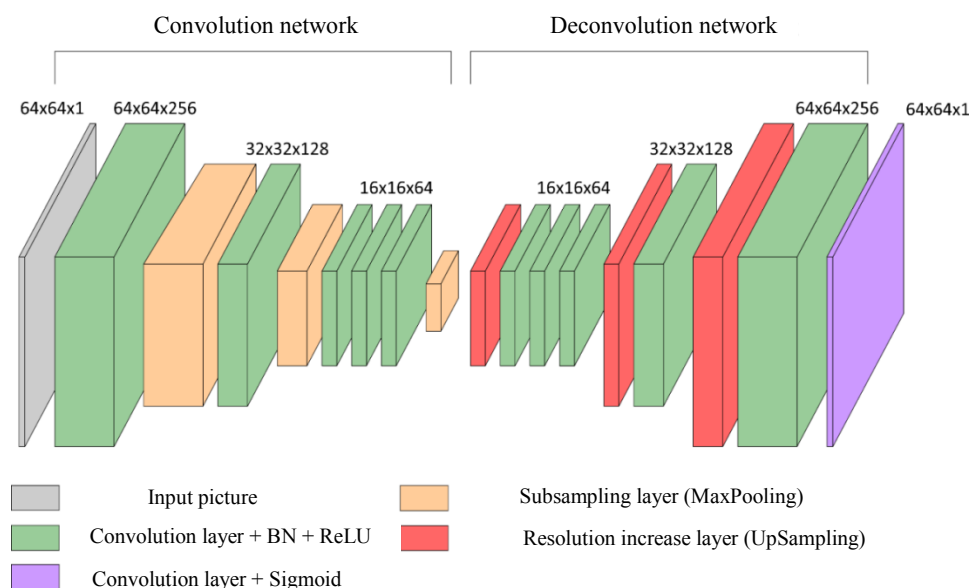 Convolution network
Deconvolution network
64x64x1
64x64x256
32x32x128
16x16x64
16x16x64
32x32x128
64x64x256
64x64x1
Input picture
Subsampling layer (MaxPooling)
Convolution layer + BN + ReLU
Resolution increase layer (UpSampling)
Convolution layer + Sigmoid